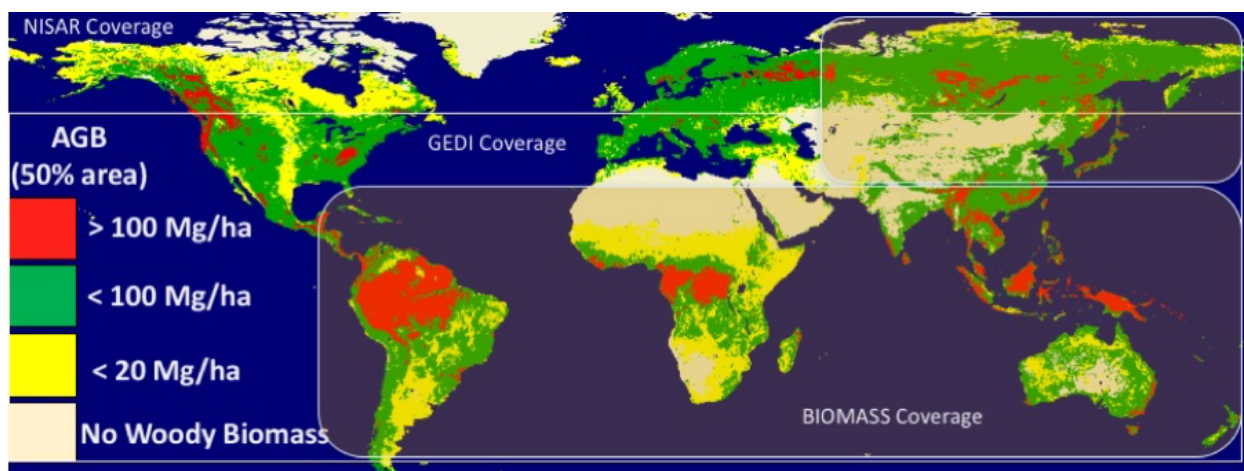 NISAR Coverage
GEDI Coverage
AGB
(50% area)
> 100 Mg/ha
< 100 Mg/ha
< 20 Mg/ha
No Woody Biomass
BIOMASS Coverage